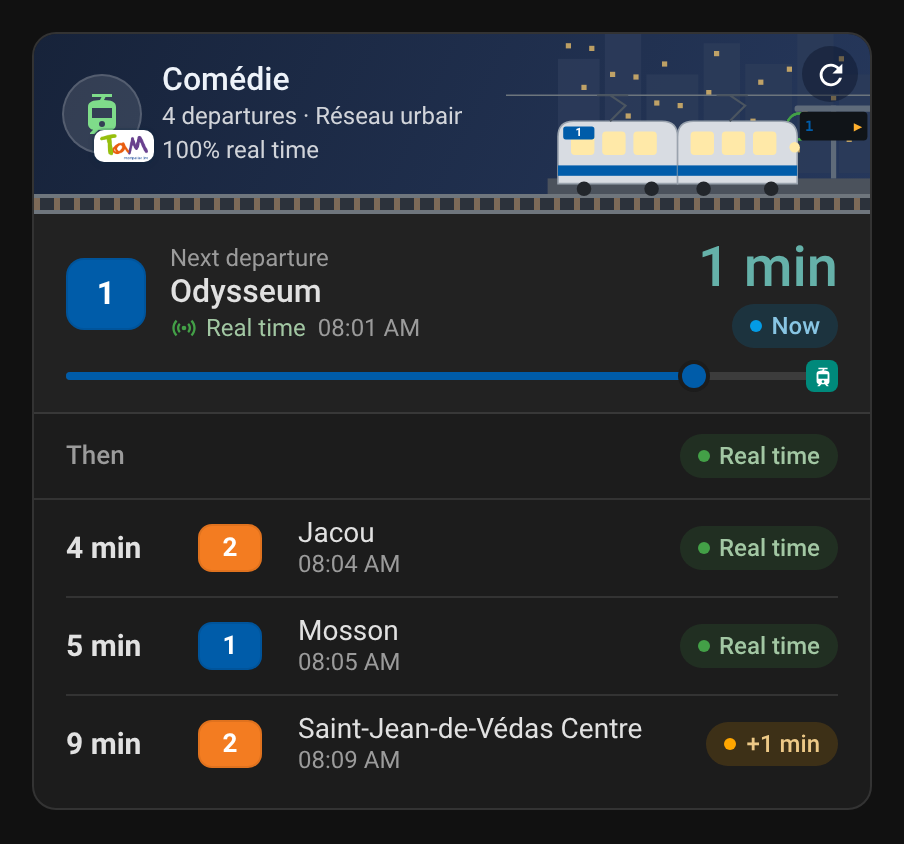 Comédie
4 departures · Réseau urbair
100% real time
TaM
1
1
1
Next departure
Odysseum
Real time 08:01 AM
1 min
Now
Then
Real time
4 min
2
Jacou
08:04 AM
Real time
5 min
1
Mosson
08:05 AM
Real time
9 min
2
Saint-Jean-de-Védas Centre
08:09 AM
+1 min